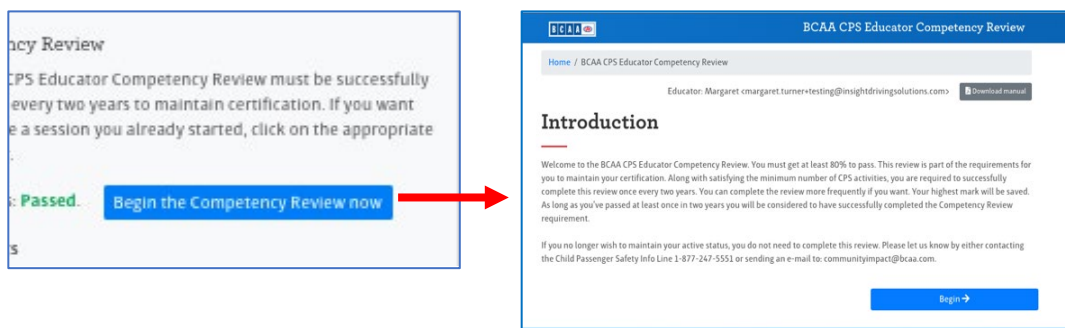 ncy Review
CPS Educator Competency Review must be successfully
every two years to maintain certification. If you want
e a session you already started, click on the appropriate
: Passed. Begin the Competency Review now
s
BCAA BCAA CPS Educator Competency Review
Home / BCAA CPS Educator Competency Review
Educator: Margaret <margaret.turner+testing@insightdrivingsolutions.com> Download manual
Introduction
Welcome to the BCAA CPS Educator Competency Review. You must get at least 80% to pass. This review is part of the requirements for
you to maintain your certification. Along with satisfying the minimum number of CPS activities, you are required to successfully
complete this review once every two years. You can complete the review more frequently if you want. Your highest mark will be saved.
As long as you've passed at least once in two years you will be considered to have successfully completed the Competency Review
requirement.
If you no longer wish to maintain your active status, you do not need to complete this review. Please let us know by either contacting
the Child Passenger Safety Info Line 1-877-247-5551 or sending an e-mail to: communityimpact@bcaa.com.
Begin →